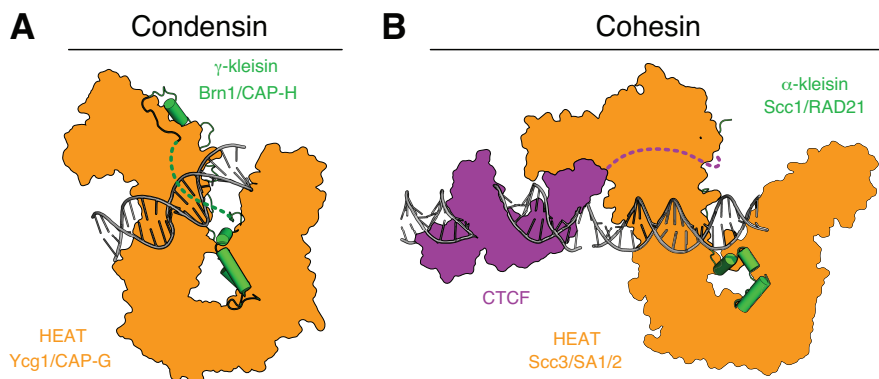 A
Condensin
γ-kleisin
Brn1/CAP-H
HEAT
Ycg1/CAP-G
B
Cohesin
α-kleisin
Scc1/RAD21
CTCF
HEAT
Scc3/SA1/2